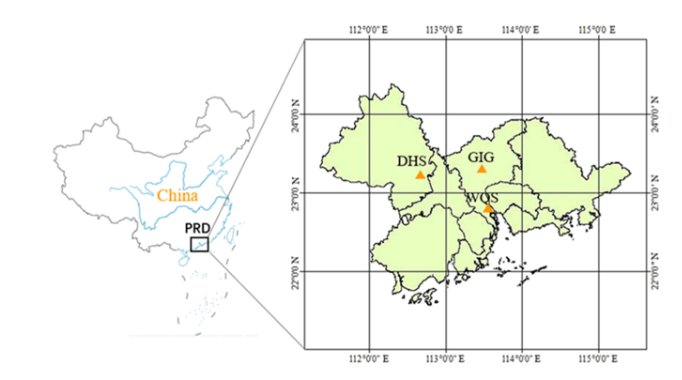 112°0'0" E 113°0'0" E 114°0'0" E 115°0'0" E
24°0'0" N
24°0'0" N
DHS
GIG
China
23°0'0" N
WQS
23°0'0" N
PRD
22°0'0" N
22°0'0" N
112°0'0" E 113°0'0" E 114°0'0" E 115°0'0" E